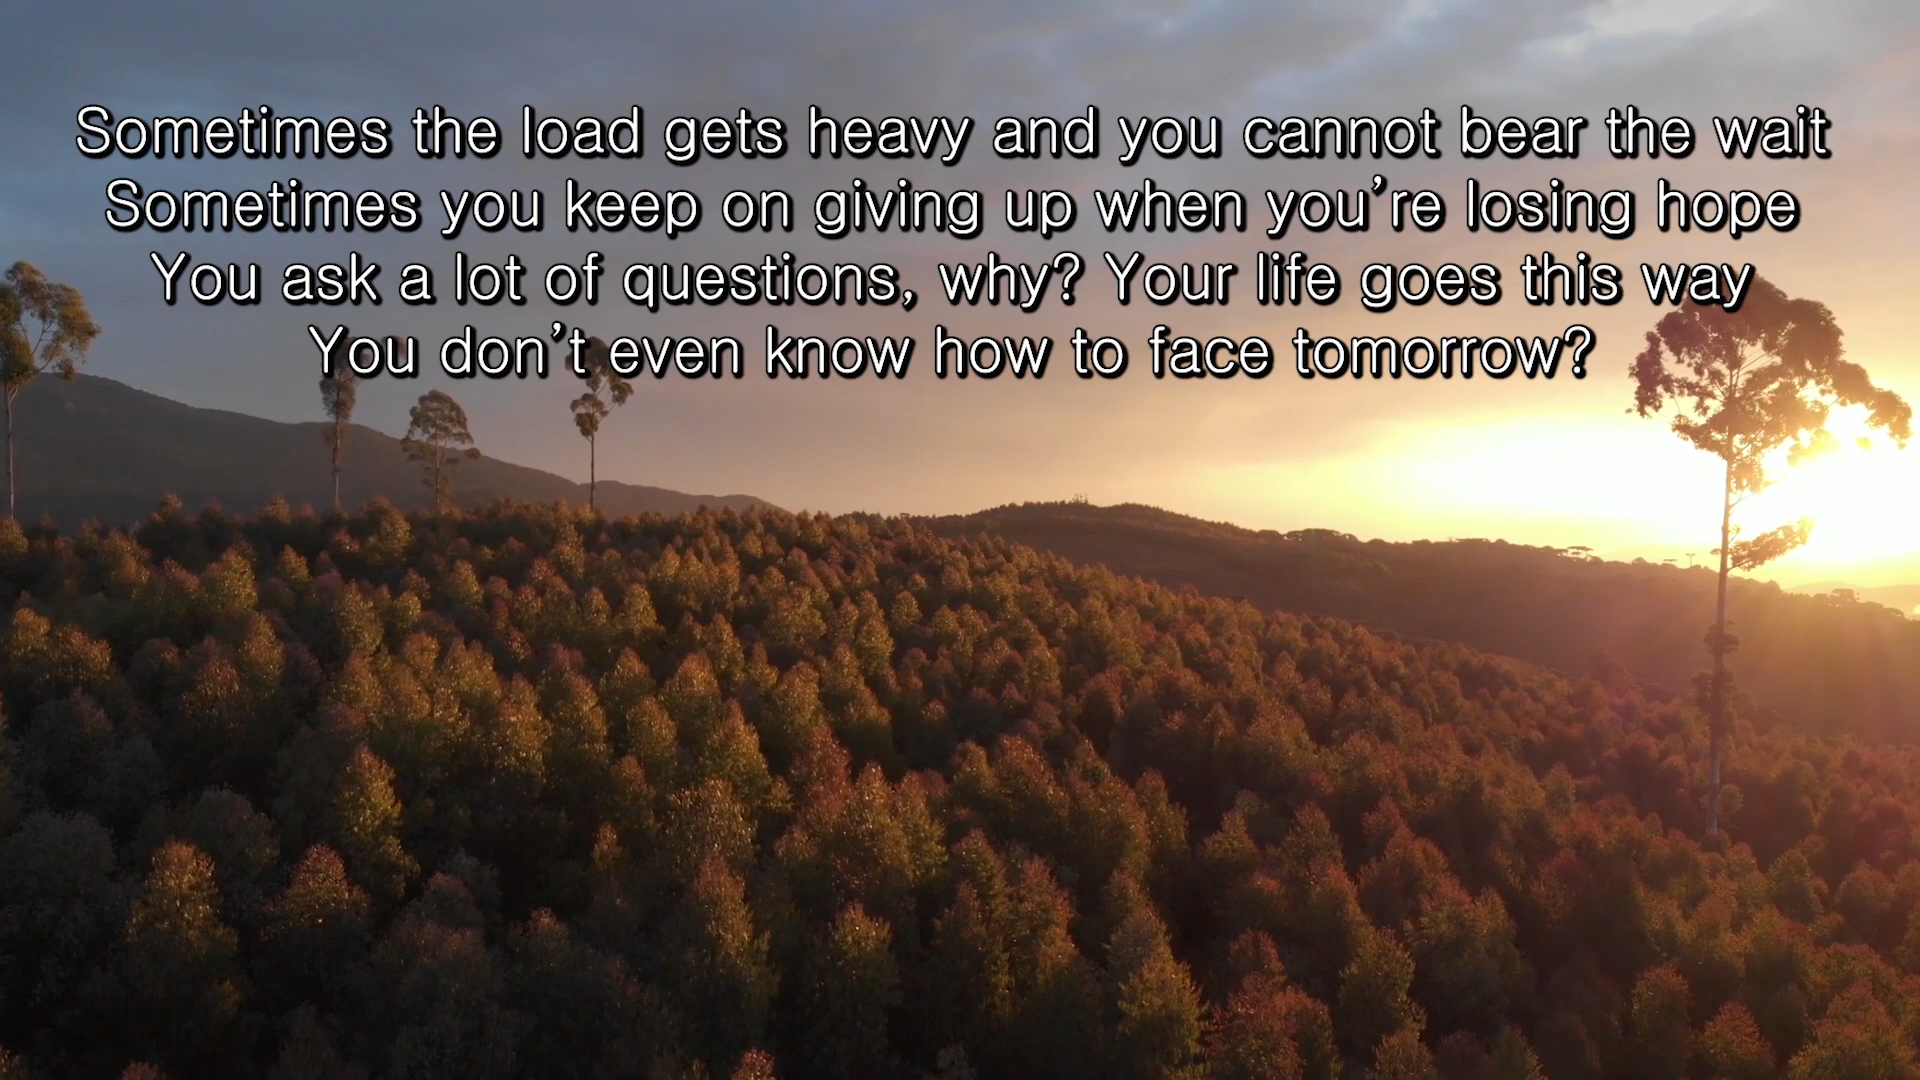 Sometimes the load gets heavy and you cannot bear the wait
Sometimes you keep on giving up when you’re losing hope
You ask a lot of questions, why? Your life goes this way
You don’t even know how to face tomorrow?